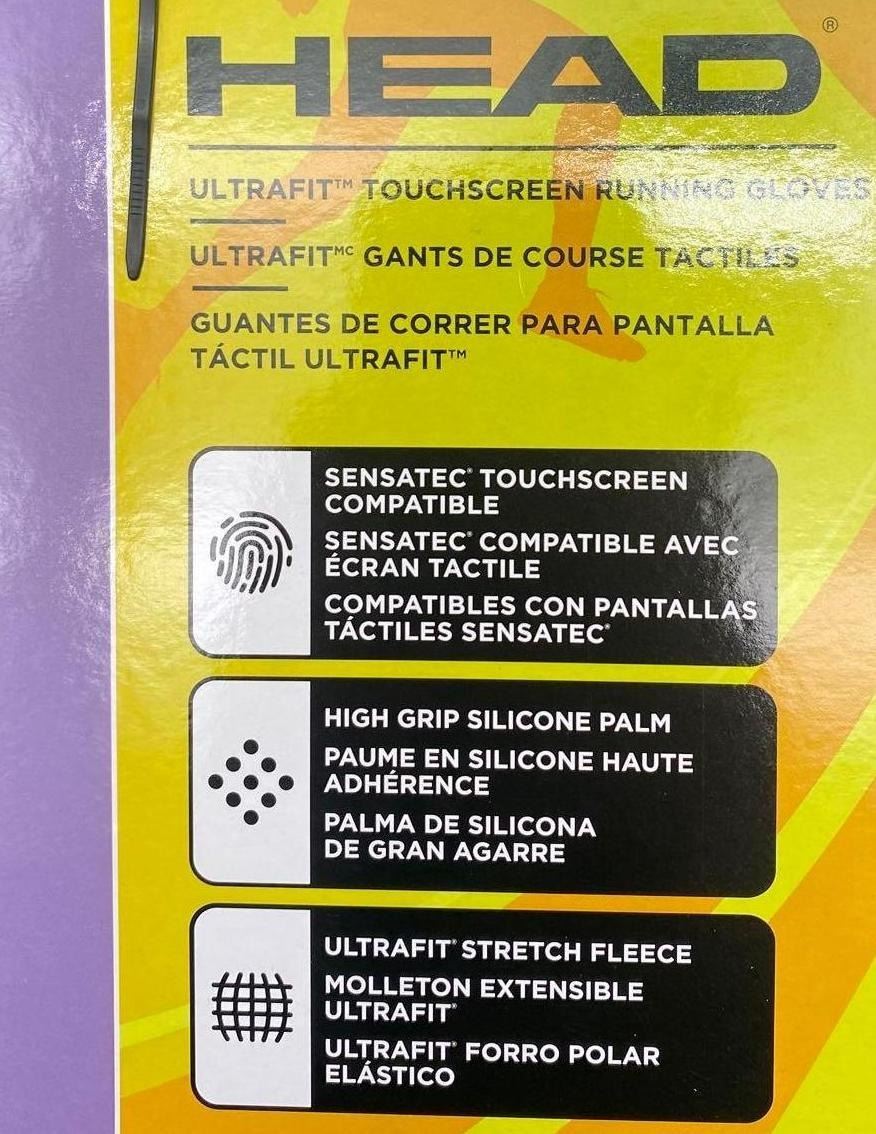 HEAD®
ULTRAFIT™ TOUCHSCREEN RUNNING GLOVES
ULTRAFITᴹᶜ GANTS DE COURSE TACTILES
GUANTES DE CORRER PARA PANTALLA
TÁCTIL ULTRAFIT™
SENSATEC® TOUCHSCREEN
COMPATIBLE
SENSATEC® COMPATIBLE AVEC
ÉCRAN TACTILE
COMPATIBLES CON PANTALLAS
TÁCTILES SENSATEC®
HIGH GRIP SILICONE PALM
PAUME EN SILICONE HAUTE
ADHÉRENCE
PALMA DE SILICONA
DE GRAN AGARRE
ULTRAFIT® STRETCH FLEECE
MOLLETON EXTENSIBLE
ULTRAFIT®
ULTRAFIT® FORRO POLAR
ELÁSTICO